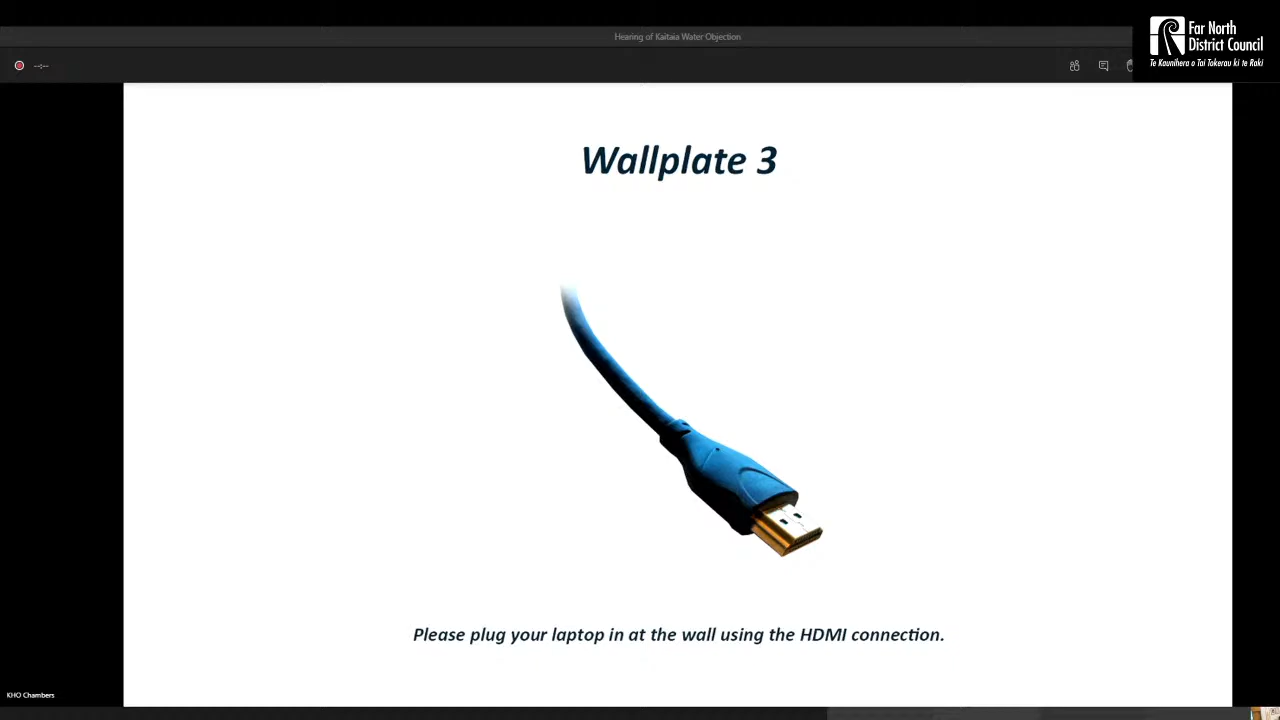 Hearing of Kaitaia Water Objection
Far North
District Council
Te Kaunihera o Tai Tokerau ki te Raki
--:--
Wallplate 3
Please plug your laptop in at the wall using the HDMI connection.
KHO Chambers